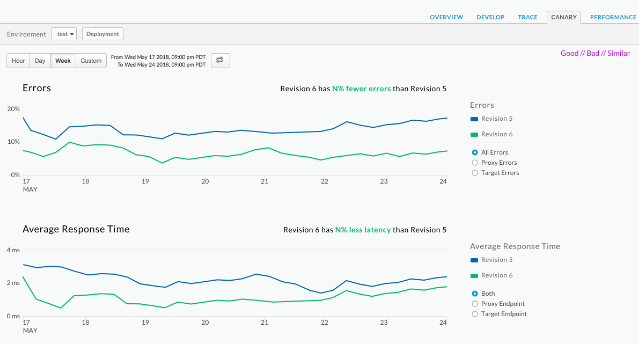 OVERVIEW DEVELOP TRACE CANARY PERFORMANCE
Environment test Deployment
Good // Bad // Similar
Hour Day Week Custom
From Wed May 17 2018, 09:00 pm PDT
To Wed May 24 2018, 09:00 pm PDT
Errors
Revision 6 has N% fewer errors than Revision 5
20%
10%
0%
17 18 19 20 21 22 23 24
MAY
Errors
Revision 5
Revision 6
All Errors
Proxy Errors
Target Errors
Average Response Time
Revision 6 has N% less latency than Revision 5
4 ms
2 ms
0 ms
17 18 19 20 21 22 23 24
MAY
Average Response Time
Revision 5
Revision 6
Both
Proxy Endpoint
Target Endpoint